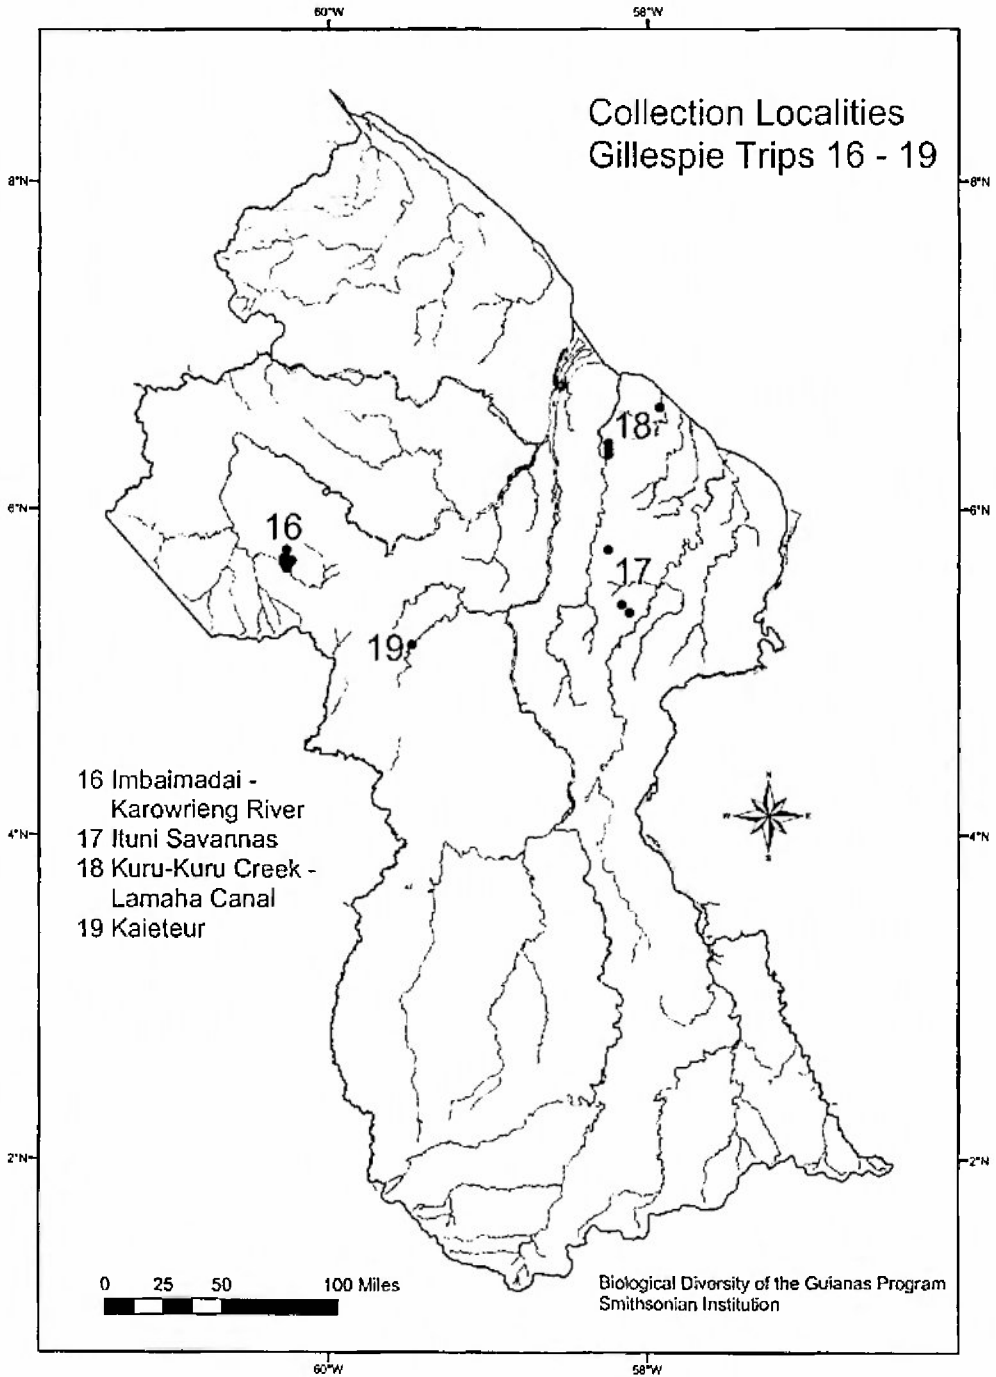 60°W
58°W
Collection Localities
Gillespie Trips 16 - 19
8°N
8°N
18
6°N
6°N
16
17
19
16 Imbaimadai -
Karowrieng River
17 Ituni Savannas
18 Kuru-Kuru Creek -
Lamaha Canal
19 Kaieteur
N
W
E
S
4°N
4°N
2°N
2°N
0 25 50 100 Miles
Biological Diversity of the Guianas Program
Smithsonian Institution
60°W
58°W